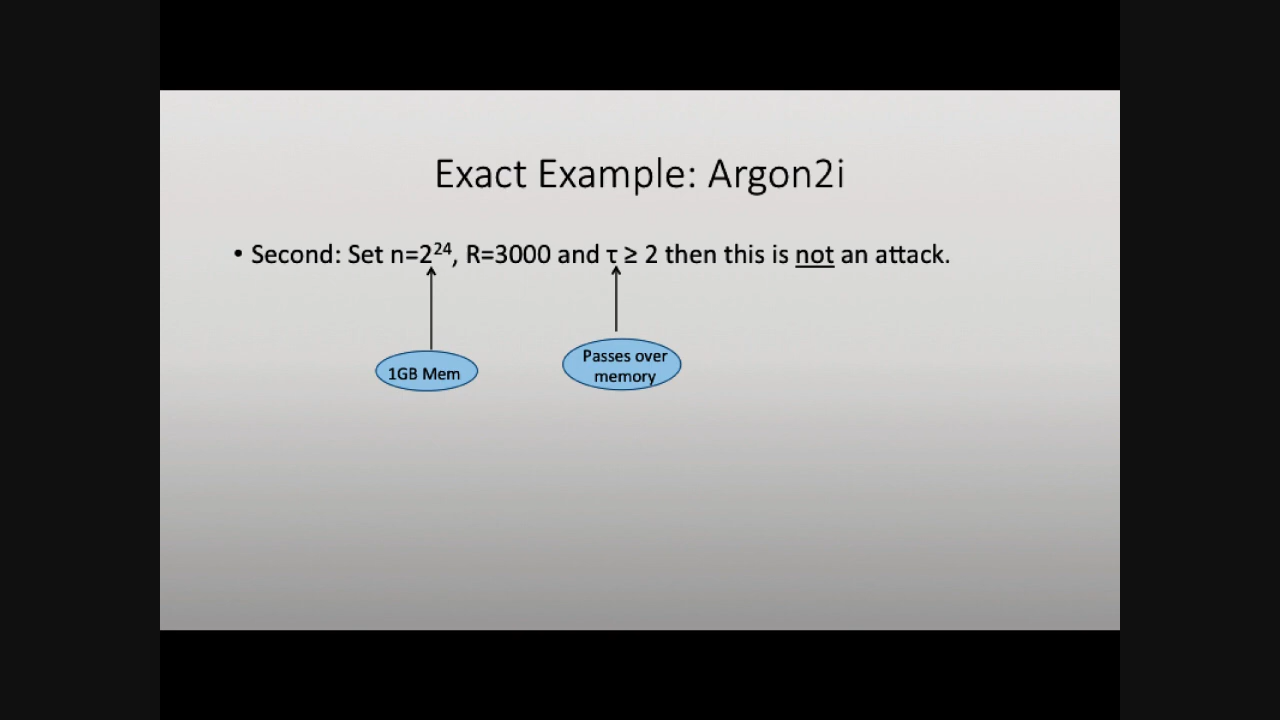 Exact Example: Argon2i
• Second: Set n=2²⁴, R=3000 and τ ≥ 2 then this is not an attack.
1GB Mem
Passes over
memory